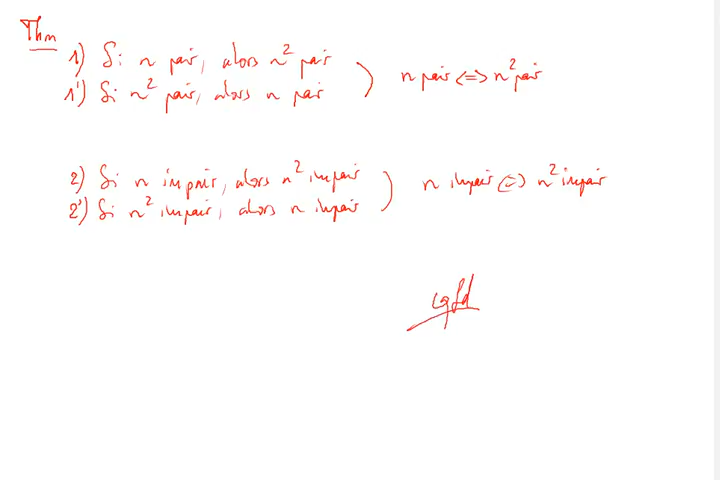 Thm
1) Si n pair, alors n² pair
1') Si n² pair, alors n pair
n pair <=> n² pair
2) Si n impair, alors n² impair
2') Si n² impair, alors n impair
n impair <=> n² impair
cqfd